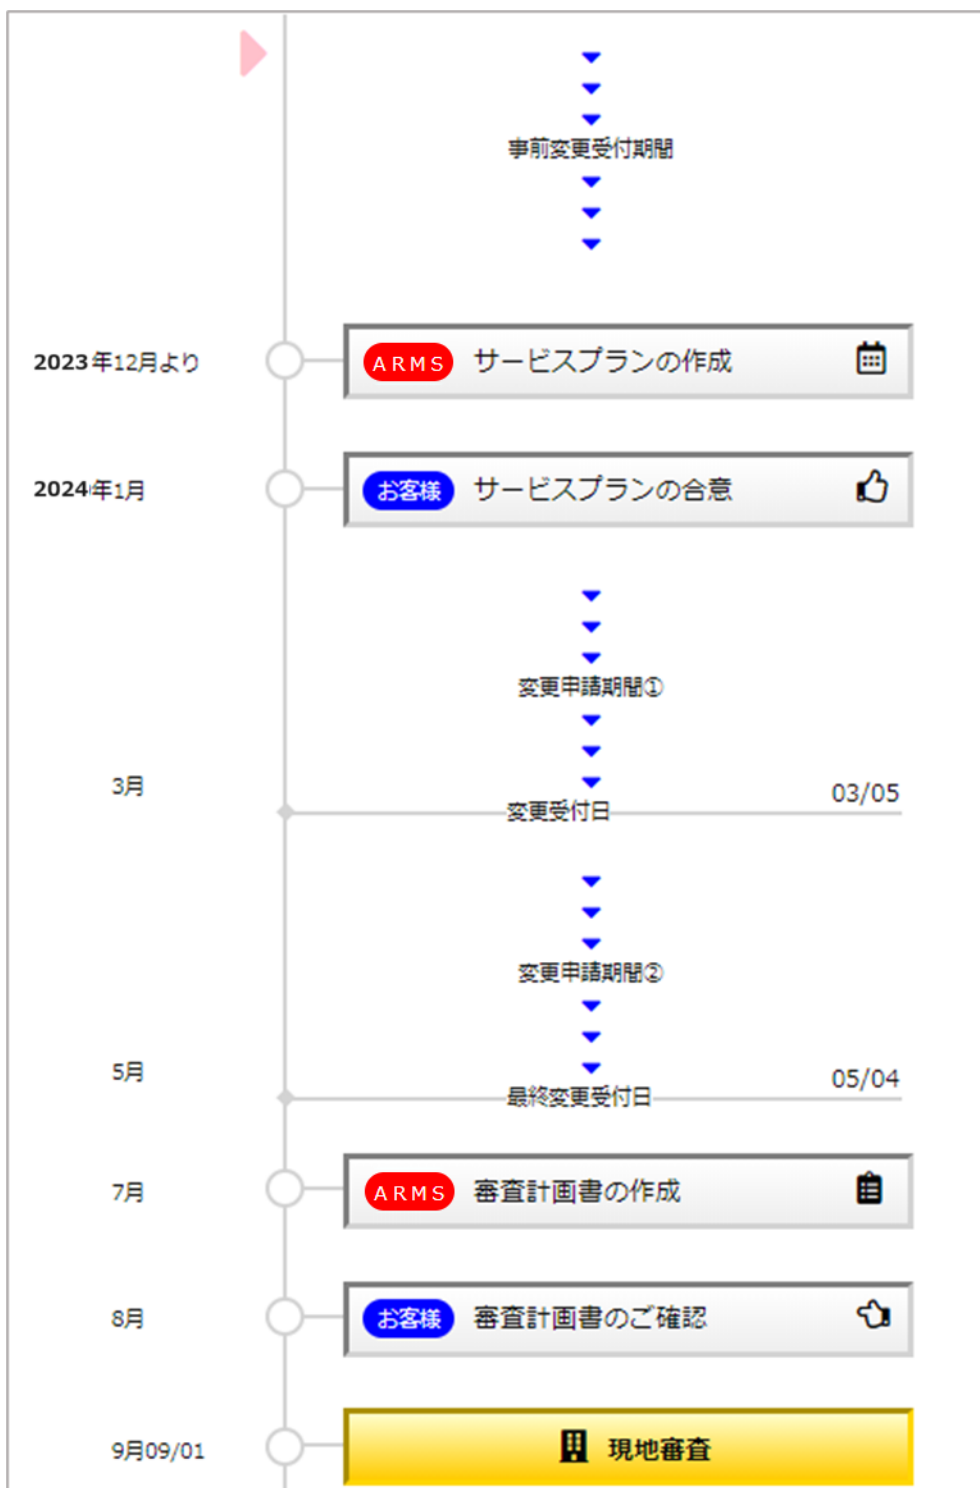 事前変更受付期間
2023年12月より
ARMS サービスプランの作成
2024年1月
お客様 サービスプランの合意
変更申請期間①
3月
変更受付日
03/05
変更申請期間②
5月
最終変更受付日
05/04
7月
ARMS 審査計画書の作成
8月
お客様 審査計画書のご確認
9月09/01
現地審査